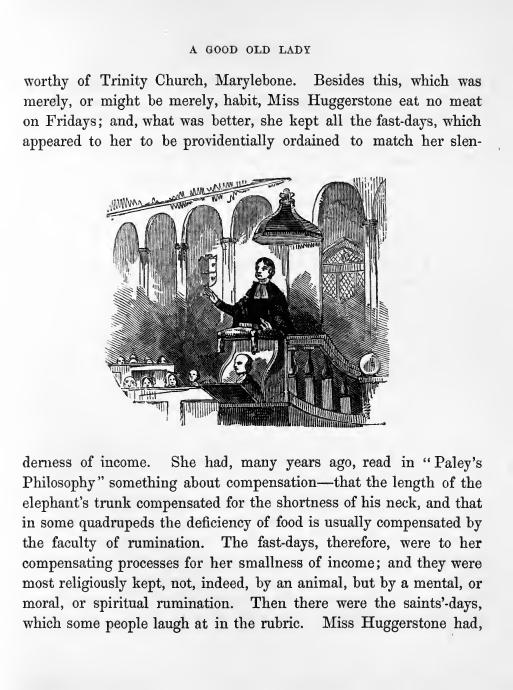 A GOOD OLD LADY
worthy of Trinity Church, Marylebone. Besides this, which was
merely, or might be merely, habit, Miss Huggerstone eat no meat
on Fridays; and, what was better, she kept all the fast-days, which
appeared to her to be providentially ordained to match her slen-
derness of income. She had, many years ago, read in “Paley's
Philosophy” something about compensation—that the length of the
elephant's trunk compensated for the shortness of his neck, and that
in some quadrupeds the deficiency of food is usually compensated by
the faculty of rumination. The fast-days, therefore, were to her
compensating processes for her smallness of income; and they were
most religiously kept, not, indeed, by an animal, but by a mental, or
moral, or spiritual rumination. Then there were the saints'-days,
which some people laugh at in the rubric. Miss Huggerstone had,